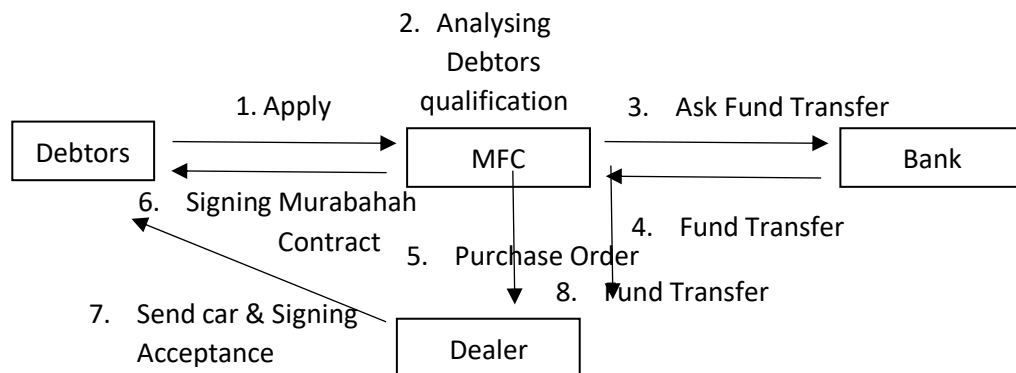 2. Analysing
Debtors
qualification
1. Apply
3. Ask Fund Transfer
Debtors
MFC
Bank
6. Signing Murabahah
Contract
4. Fund Transfer
5. Purchase Order
8. Fund Transfer
7. Send car & Signing
Acceptance
Dealer